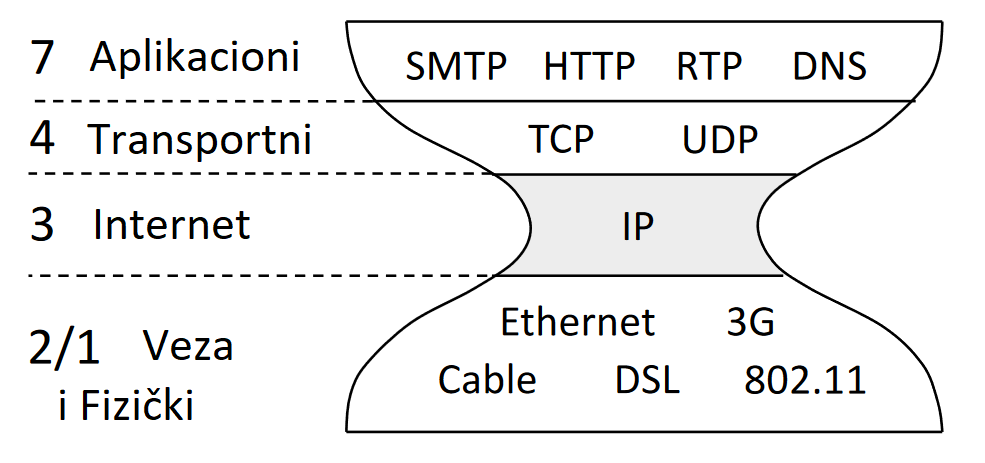 7 Aplikacioni SMTP HTTP RTP DNS
4 Transportni TCP UDP
3 Internet IP
Ethernet 3G
2/1 Veza
Cable DSL 802.11
i Fizički